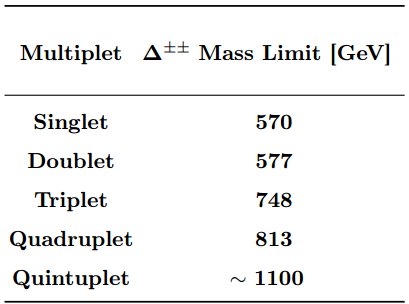 Multiplet Δ±± Mass Limit [GeV]
Singlet 570
Doublet 577
Triplet 748
Quadruplet 813
Quintuplet ∼ 1100